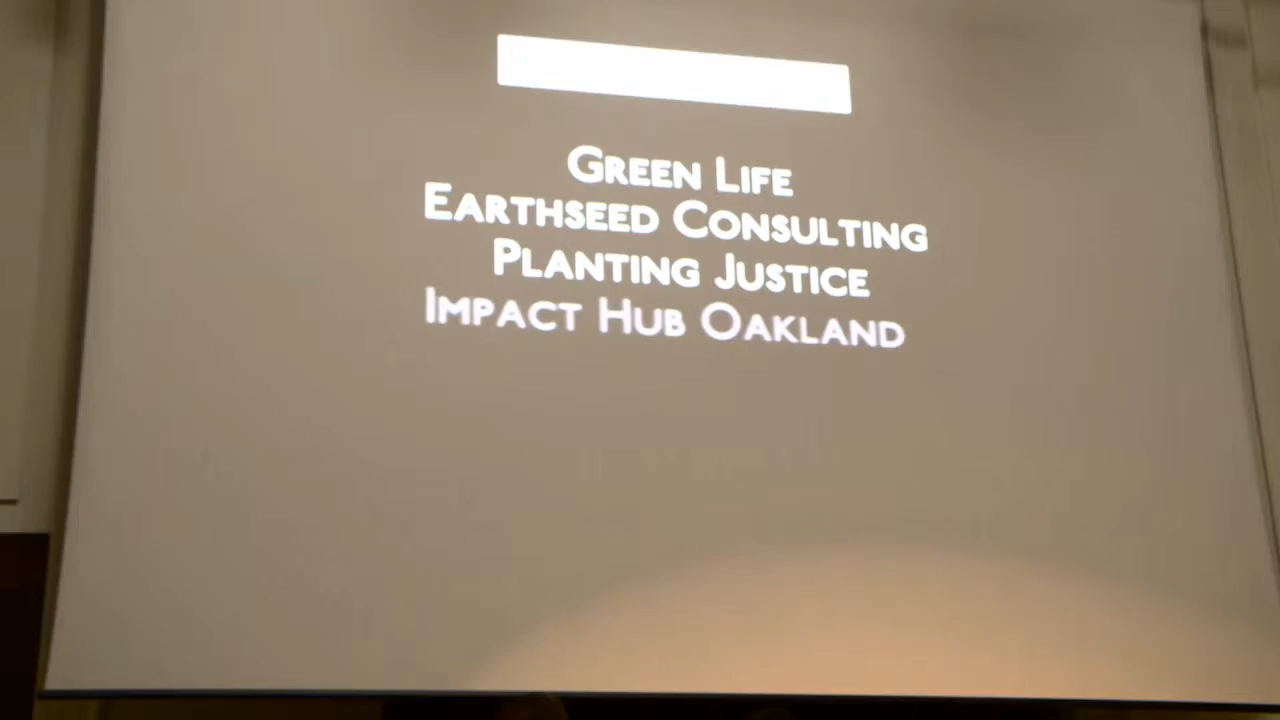 Green Life
Earthseed Consulting
Planting Justice
Impact Hub Oakland